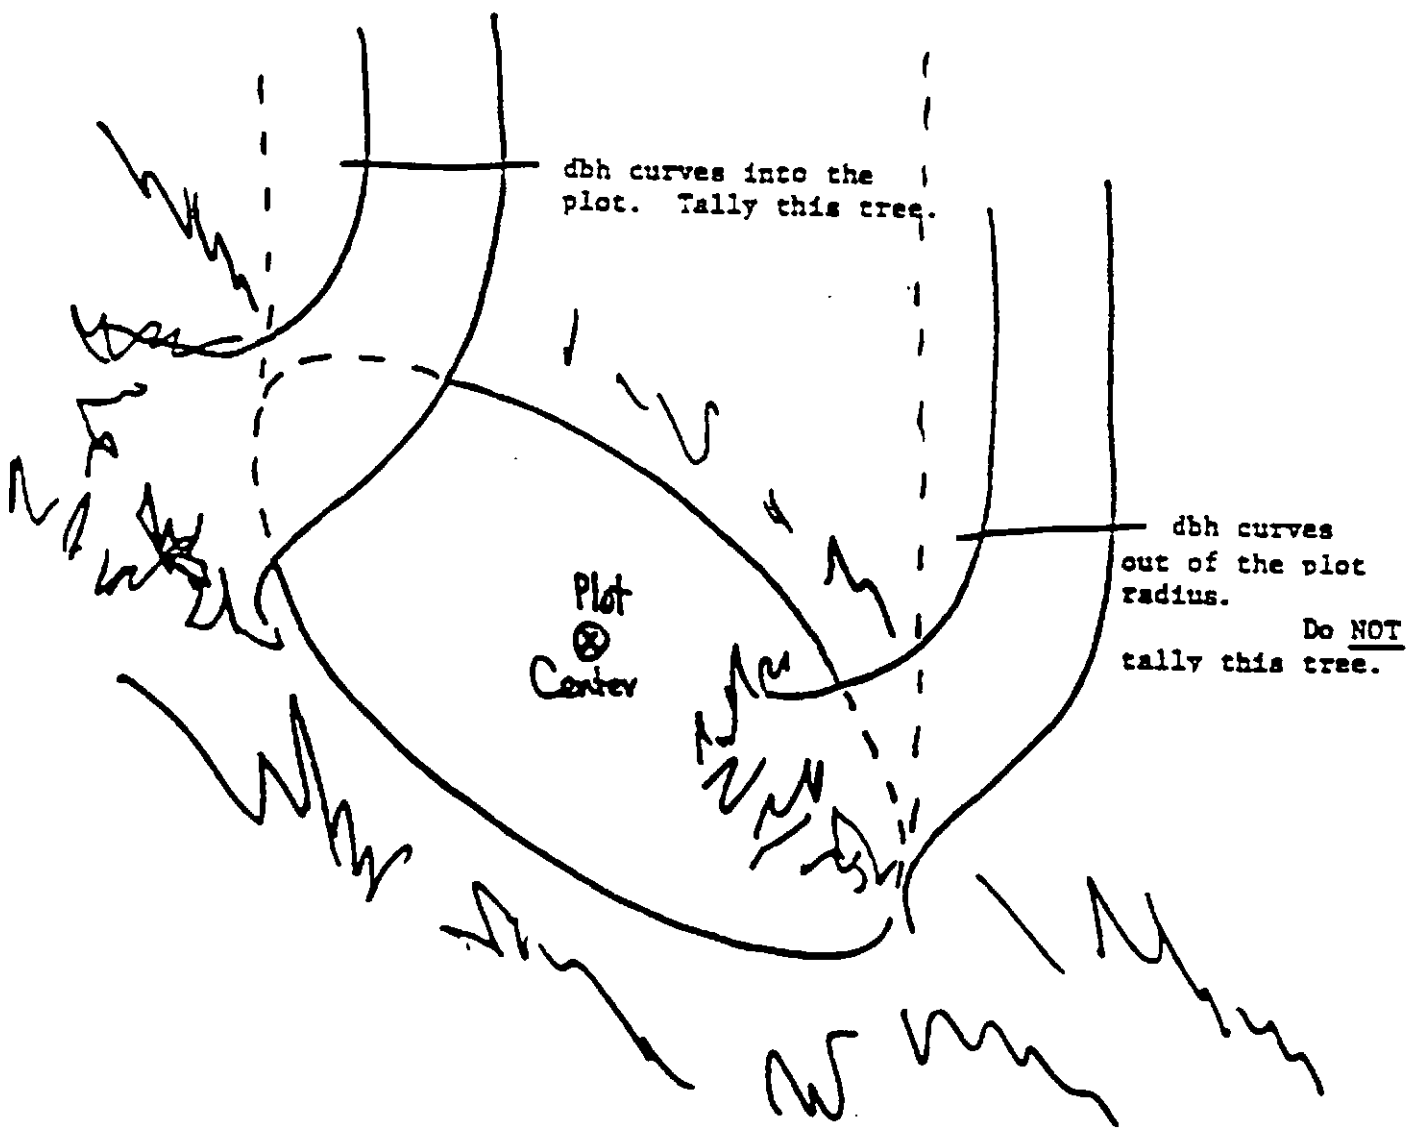 dbh curves into the
plot. Tally this tree.
dbh curves
out of the plot
radius.
Do NOT
tally this tree.
Plot
Center